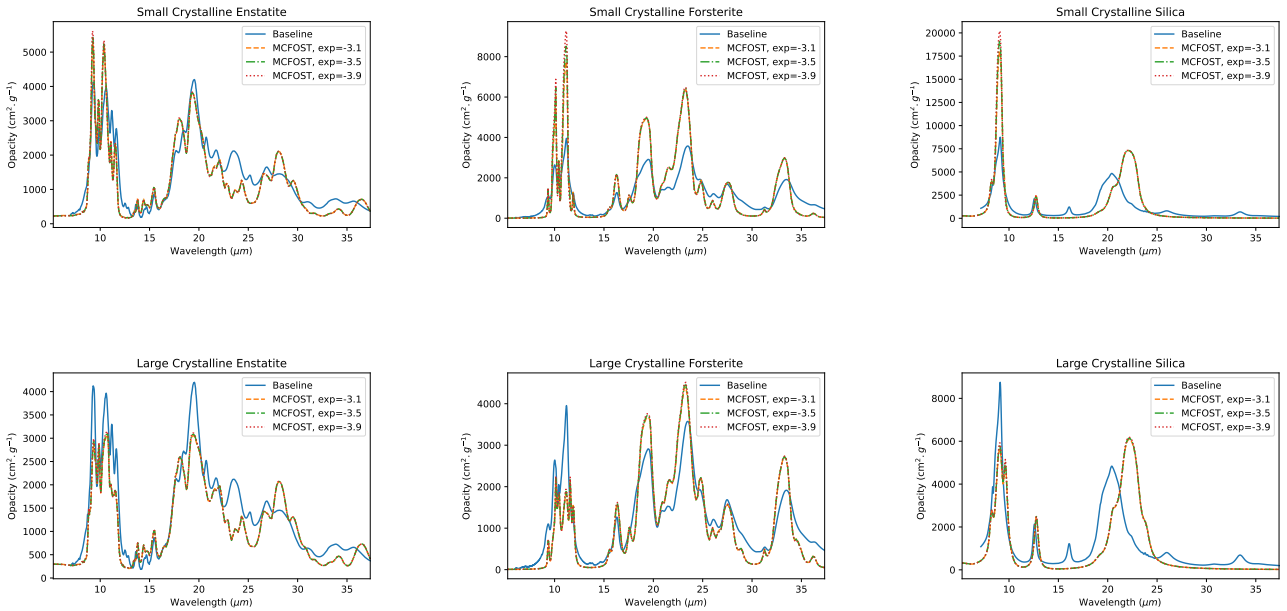 Small Crystalline Enstatite
Opacity (cm². g⁻¹)
5000
4000
3000
2000
1000
0
Baseline
MCFOST, exp=-3.1
MCFOST, exp=-3.5
MCFOST, exp=-3.9
10 15 20 25 30 35
Wavelength (μm)
Small Crystalline Forsterite
Opacity (cm². g⁻¹)
8000
6000
4000
2000
0
Baseline
MCFOST, exp=-3.1
MCFOST, exp=-3.5
MCFOST, exp=-3.9
10 15 20 25 30 35
Wavelength (μm)
Small Crystalline Silica
Opacity (cm². g⁻¹)
20000
17500
15000
12500
10000
7500
5000
2500
0
Baseline
MCFOST, exp=-3.1
MCFOST, exp=-3.5
MCFOST, exp=-3.9
10 15 20 25 30 35
Wavelength (μm)
Large Crystalline Enstatite
Opacity (cm². g⁻¹)
4000
3500
3000
2500
2000
1500
1000
500
0
Baseline
MCFOST, exp=-3.1
MCFOST, exp=-3.5
MCFOST, exp=-3.9
10 15 20 25 30 35
Wavelength (μm)
Large Crystalline Forsterite
Opacity (cm². g⁻¹)
4000
3000
2000
1000
0
Baseline
MCFOST, exp=-3.1
MCFOST, exp=-3.5
MCFOST, exp=-3.9
10 15 20 25 30 35
Wavelength (μm)
Large Crystalline Silica
Opacity (cm². g⁻¹)
8000
6000
4000
2000
0
Baseline
MCFOST, exp=-3.1
MCFOST, exp=-3.5
MCFOST, exp=-3.9
10 15 20 25 30 35
Wavelength (μm)